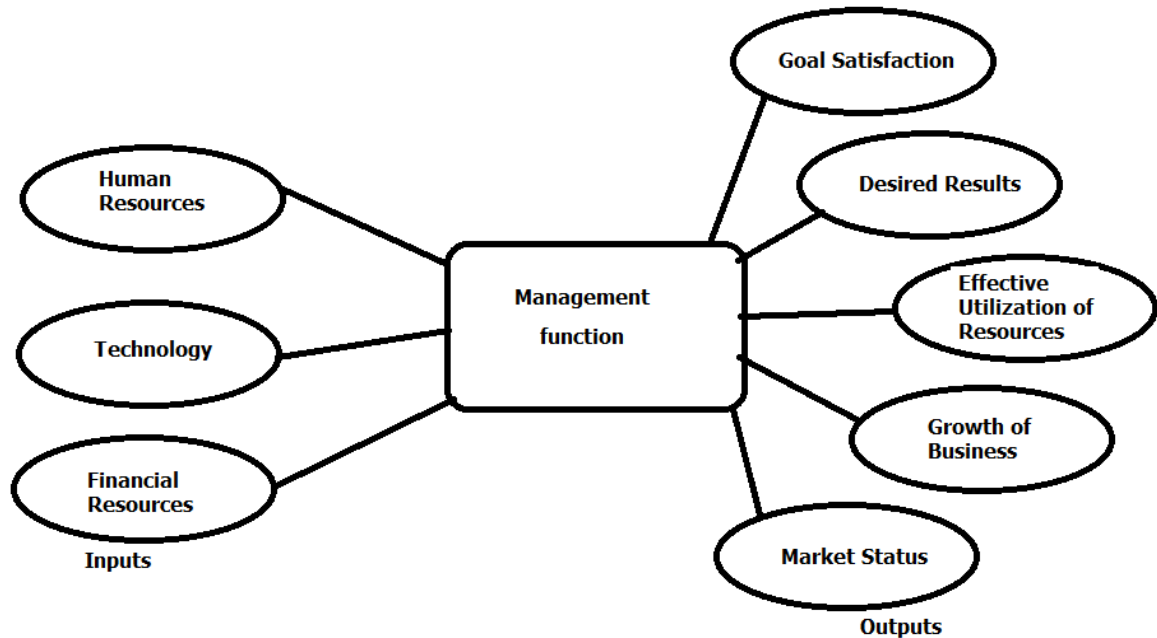 Human
Resources
Technology
Financial
Resources
Inputs
Management
function
Goal Satisfaction
Desired Results
Effective
Utilization of
Resources
Growth of
Business
Market Status
Outputs